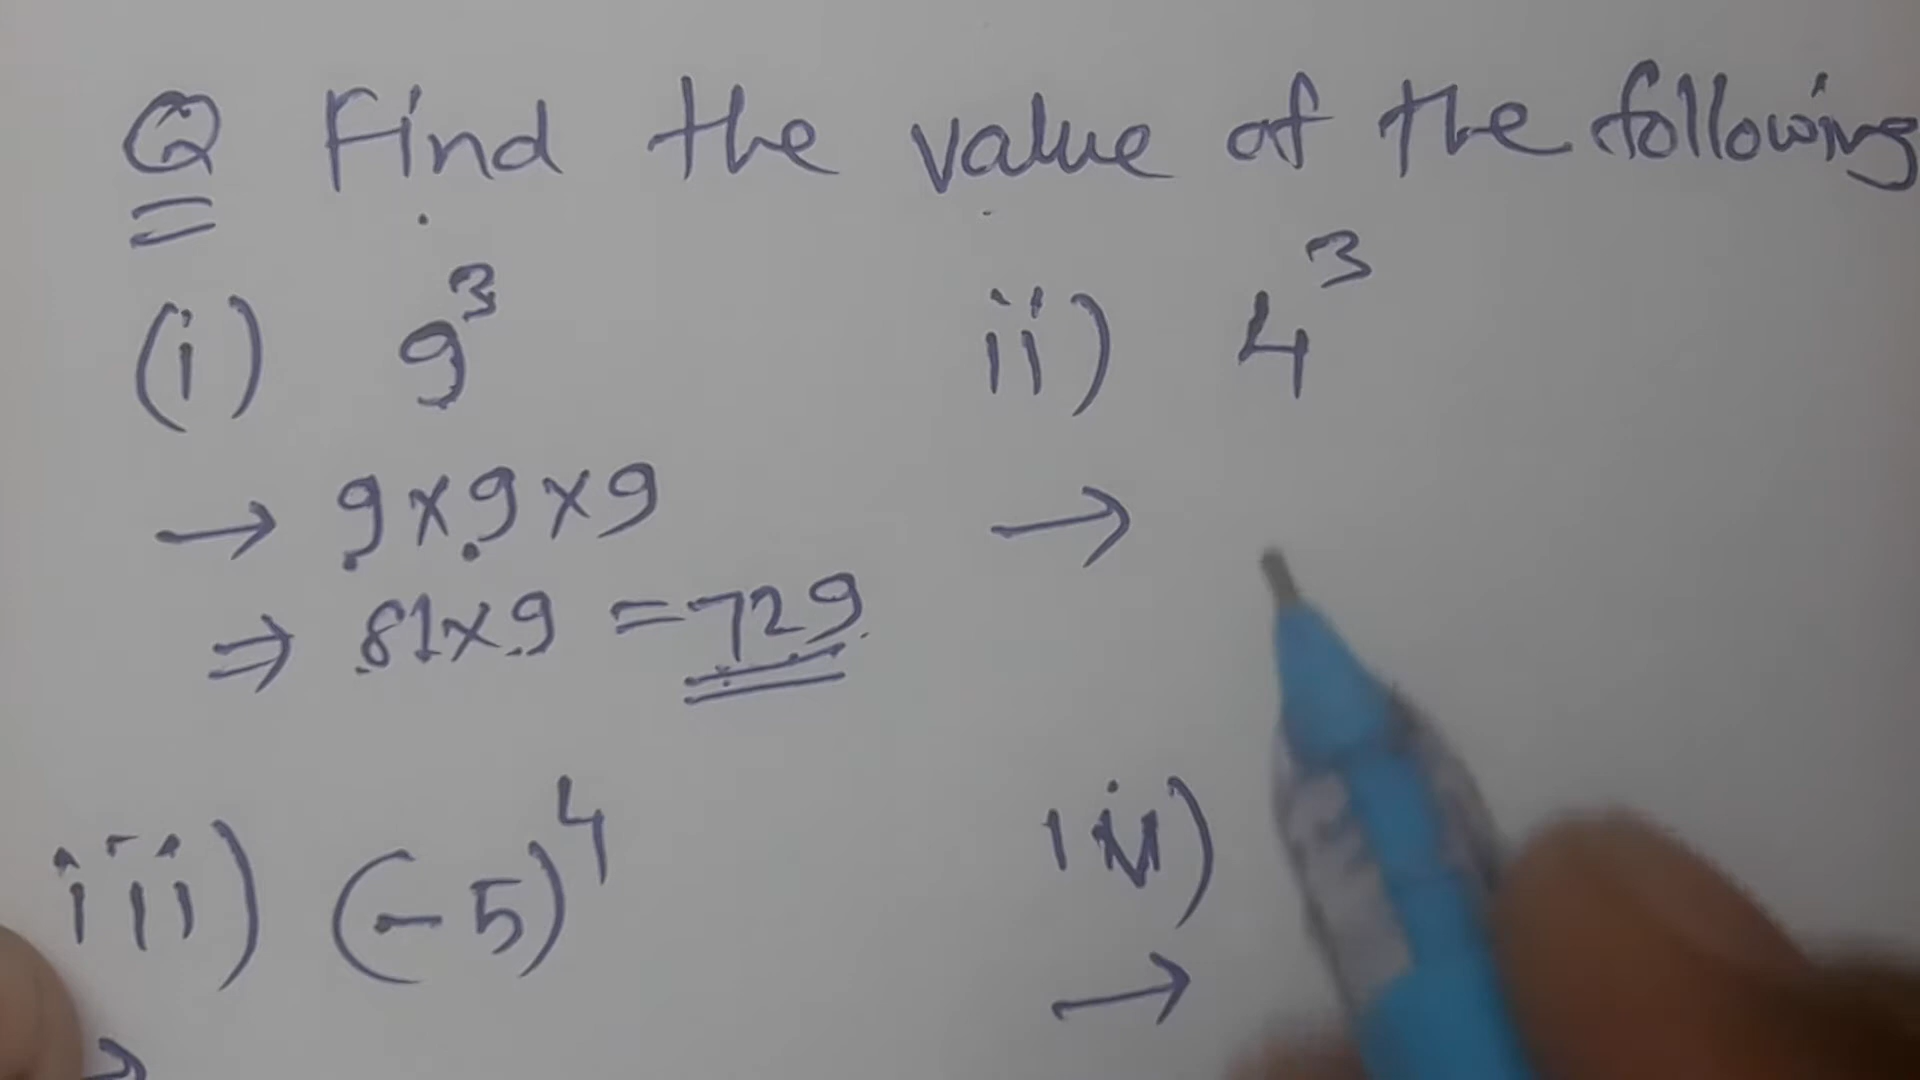 Q Find the value of the following
(i) 9³ ii) 4³
→ 9×9×9 →
⇒ 81×9 = 729
iii) (-5)⁴ iv)
→ →